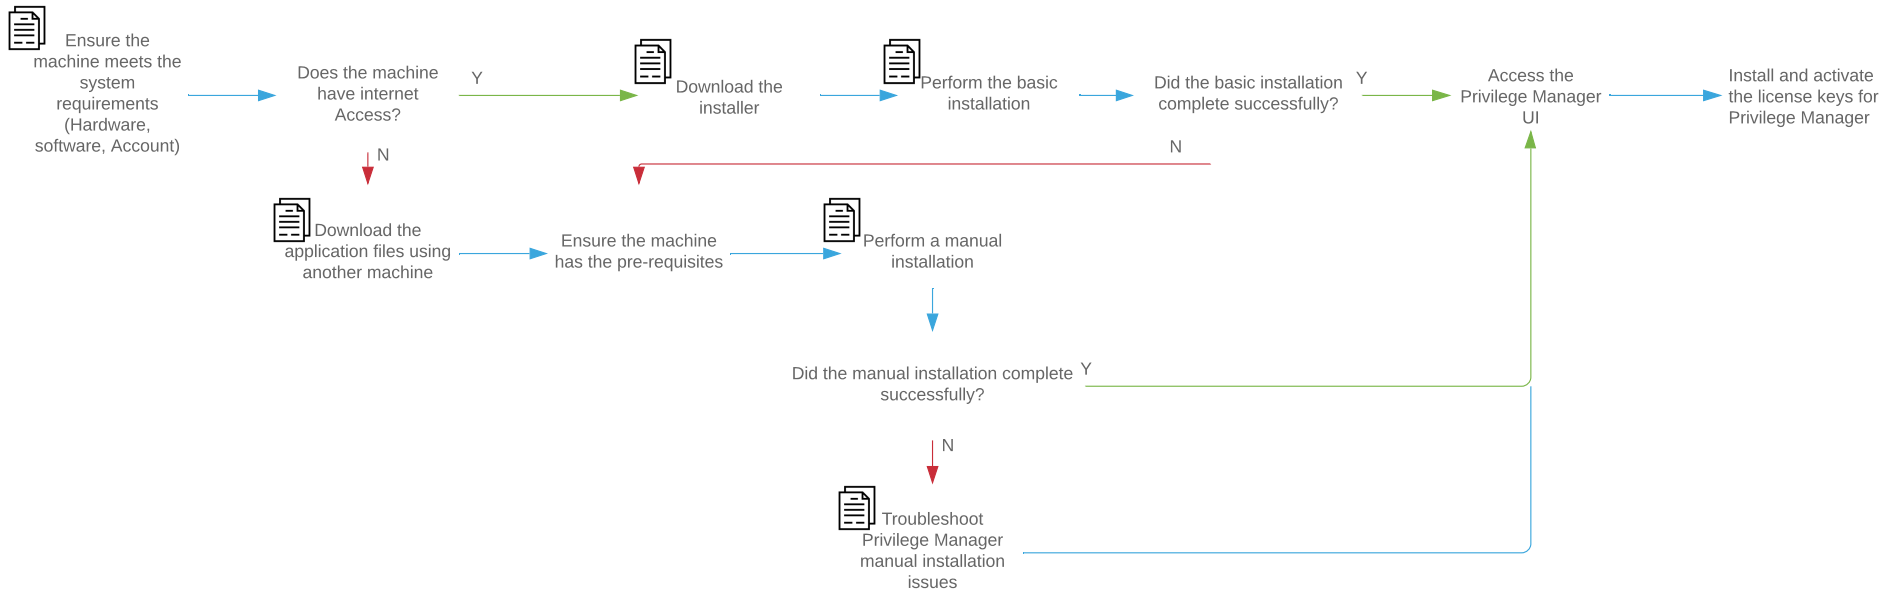 Ensure the
machine meets the
system
requirements
(Hardware,
software, Account)
Does the machine
have internet
Access?
Y
Download the
installer
Perform the basic
installation
Did the basic installation
complete successfully?
Y
Access the
Privilege Manager
UI
Install and activate
the license keys for
Privilege Manager
N
N
Download the
application files using
another machine
Ensure the machine
has the pre-requisites
Perform a manual
installation
Did the manual installation complete
successfully?
Y
N
Troubleshoot
Privilege Manager
manual installation
issues